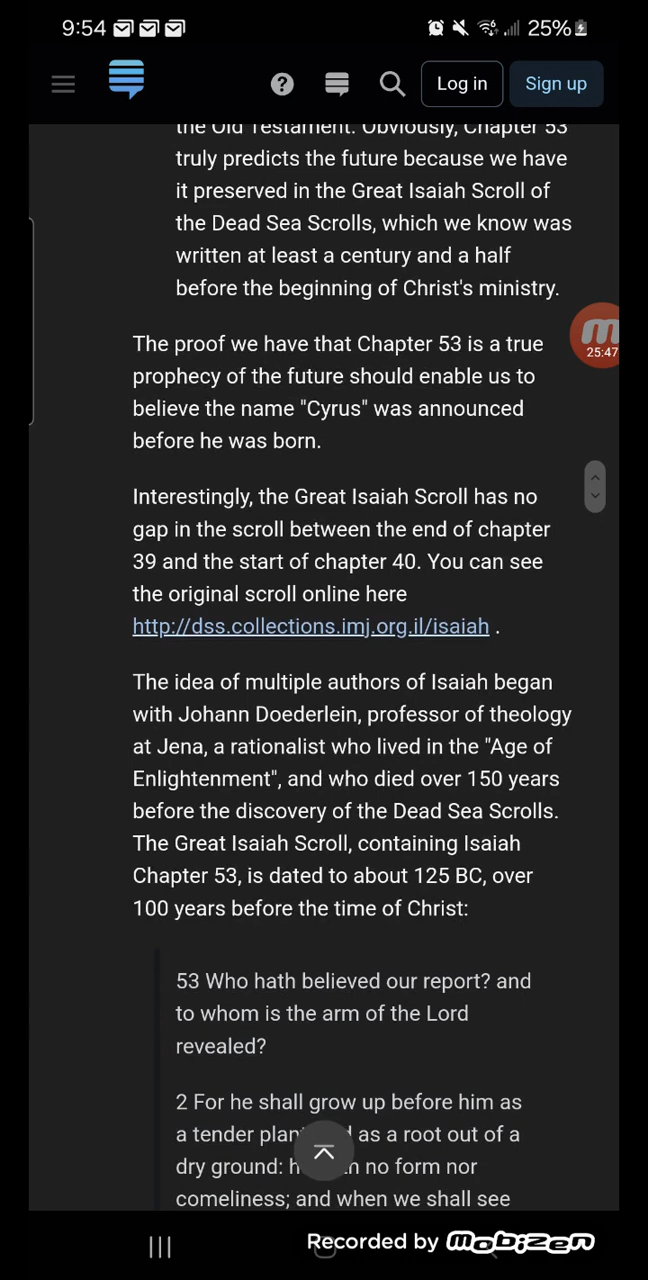 9:54
25%
Log in
Sign up
the Old Testament. Obviously, Chapter 53
truly predicts the future because we have
it preserved in the Great Isaiah Scroll of
the Dead Sea Scrolls, which we know was
written at least a century and a half
before the beginning of Christ's ministry.
25:47
The proof we have that Chapter 53 is a true
prophecy of the future should enable us to
believe the name "Cyrus" was announced
before he was born.
Interestingly, the Great Isaiah Scroll has no
gap in the scroll between the end of chapter
39 and the start of chapter 40. You can see
the original scroll online here
http://dss.collections.imj.org.il/isaiah .
The idea of multiple authors of Isaiah began
with Johann Doederlein, professor of theology
at Jena, a rationalist who lived in the "Age of
Enlightenment", and who died over 150 years
before the discovery of the Dead Sea Scrolls.
The Great Isaiah Scroll, containing Isaiah
Chapter 53, is dated to about 125 BC, over
100 years before the time of Christ:
53 Who hath believed our report? and
to whom is the arm of the Lord
revealed?
2 For he shall grow up before him as
a tender as a root out of a
dry ground: no form nor
comeliness; and when we shall see
Recorded by mobizen